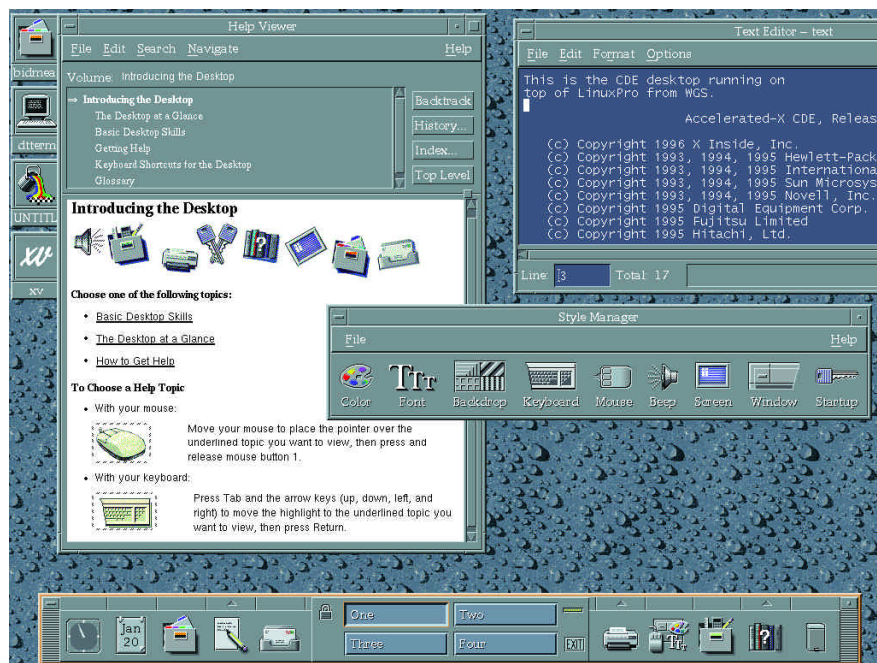 bidmea
dtterm
UNTITL
xv
xv
Help Viewer
File Edit Search Navigate Help
Volume: Introducing the Desktop
⇒ Introducing the Desktop
The Desktop at a Glance
Basic Desktop Skills
Getting Help
Keyboard Shortcuts for the Desktop
Glossary
Backtrack
History...
Index...
Top Level
Introducing the Desktop
Choose one of the following topics:
• Basic Desktop Skills
• The Desktop at a Glance
• How to Get Help
To Choose a Help Topic
• With your mouse:
Move your mouse to place the pointer over the
underlined topic you want to view, then press and
release mouse button 1.
• With your keyboard:
Press Tab and the arrow keys (up, down, left, and
right) to move the highlight to the underlined topic you
want to view, then press Return.
Text Editor – text
File Edit Format Options
This is the CDE desktop running on
top of LinuxPro from WGS.
Accelerated-X CDE, Releas
(c) Copyright 1996 X Inside, Inc.
(c) Copyright 1993, 1994, 1995 Hewlett-Pack
(c) Copyright 1993, 1994, 1995 Internationa
(c) Copyright 1993, 1994, 1995 Sun Microsys
(c) Copyright 1993, 1994, 1995 Novell, Inc.
(c) Copyright 1995 Digital Equipment Corp.
(c) Copyright 1995 Fujitsu Limited
(c) Copyright 1995 Hitachi, Ltd.
Line: 3 Total: 17
Style Manager
File Help
Color Font Backdrop Keyboard Mouse Beep Screen Window Startup
Jan
20
One Two
Three Four
EXIT